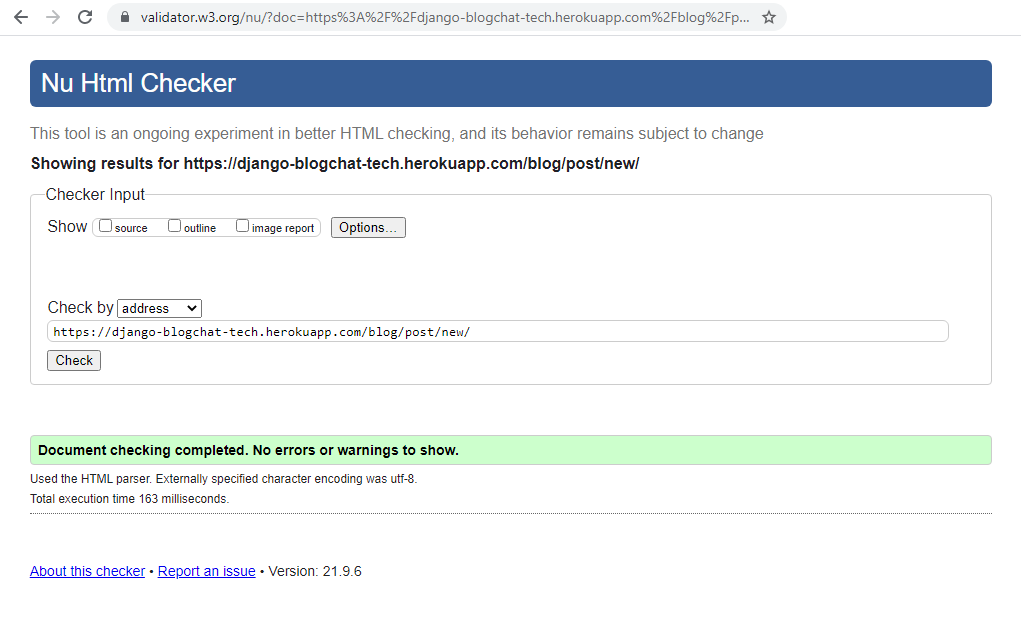 validator.w3.org/nu/?doc=https%3A%2F%2Fdjango-blogchat-tech.herokuapp.com%2Fblog%2Fp...
Nu Html Checker
This tool is an ongoing experiment in better HTML checking, and its behavior remains subject to change
Showing results for https://django-blogchat-tech.herokuapp.com/blog/post/new/
Checker Input
Show source outline image report Options...
Check by address
https://django-blogchat-tech.herokuapp.com/blog/post/new/
Check
Document checking completed. No errors or warnings to show.
Used the HTML parser. Externally specified character encoding was utf-8.
Total execution time 163 milliseconds.
About this checker • Report an issue • Version: 21.9.6